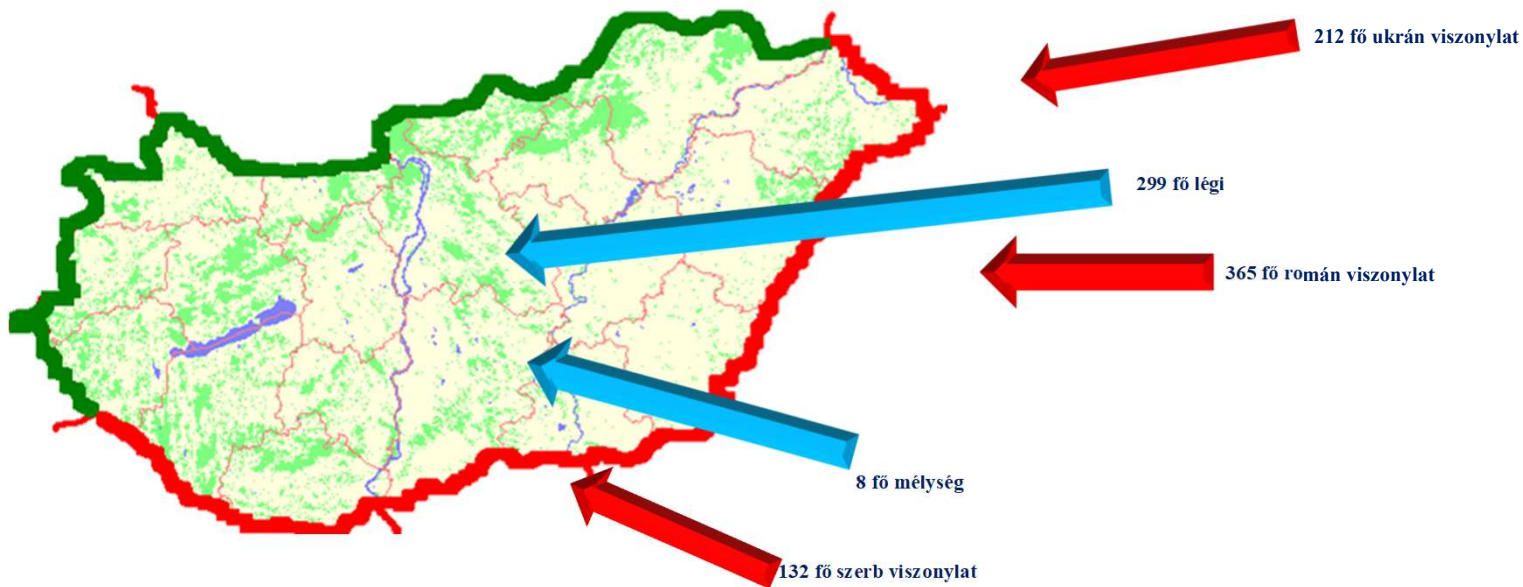 212 fő ukrán viszonylat
299 fő légi
365 fő román viszonylat
8 fő mélység
132 fő szerb viszonylat